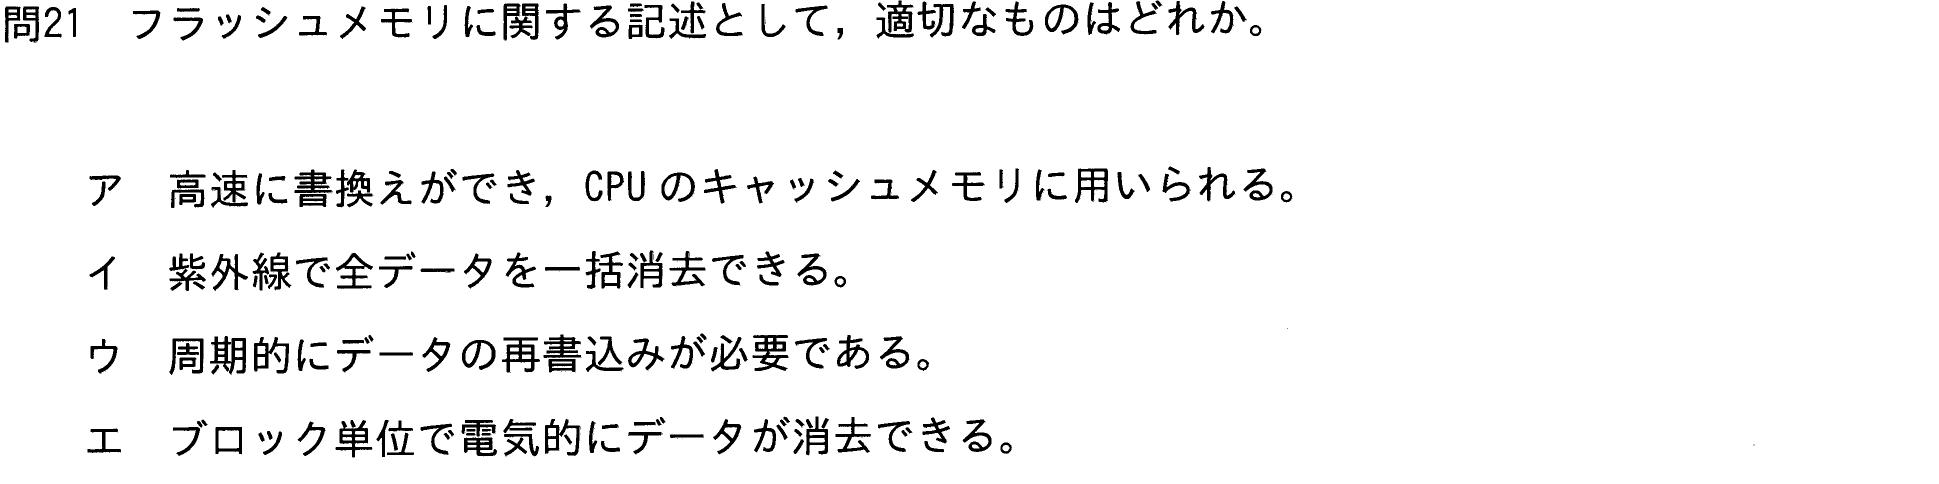 問21　フラッシュメモリに関する記述として，適切なものはどれか。
ア　高速に書換えができ，CPUのキャッシュメモリに用いられる。
イ　紫外線で全データを一括消去できる。
ウ　周期的にデータの再書込みが必要である。
エ　ブロック単位で電気的にデータが消去できる。